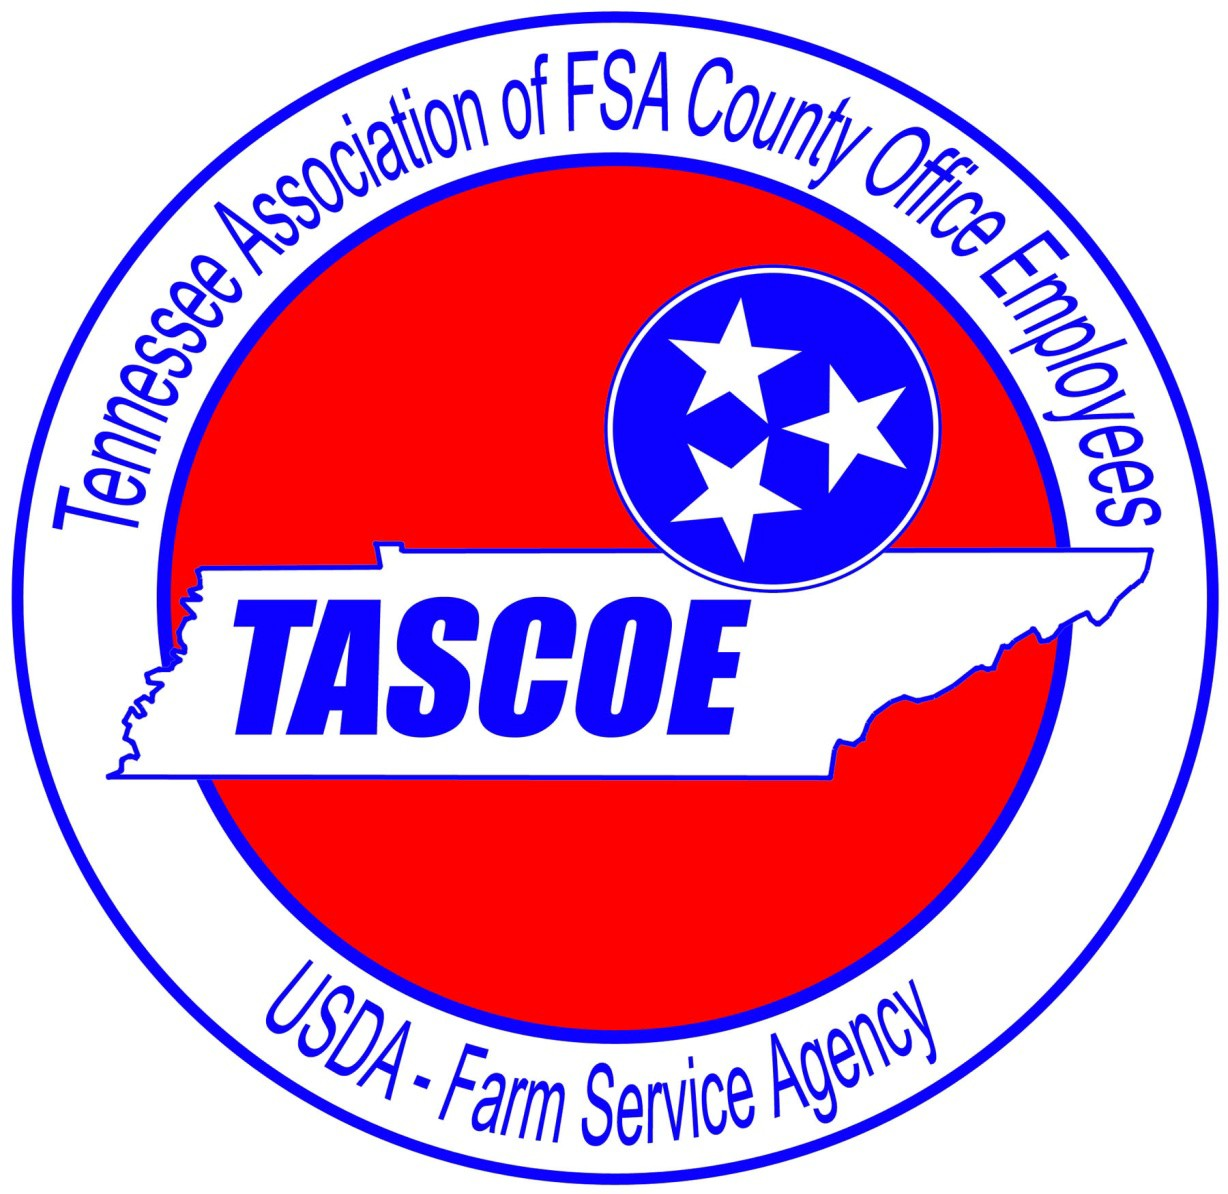 Tennessee Association of FSA County Office Employees
TASCOE
USDA - Farm Service Agency